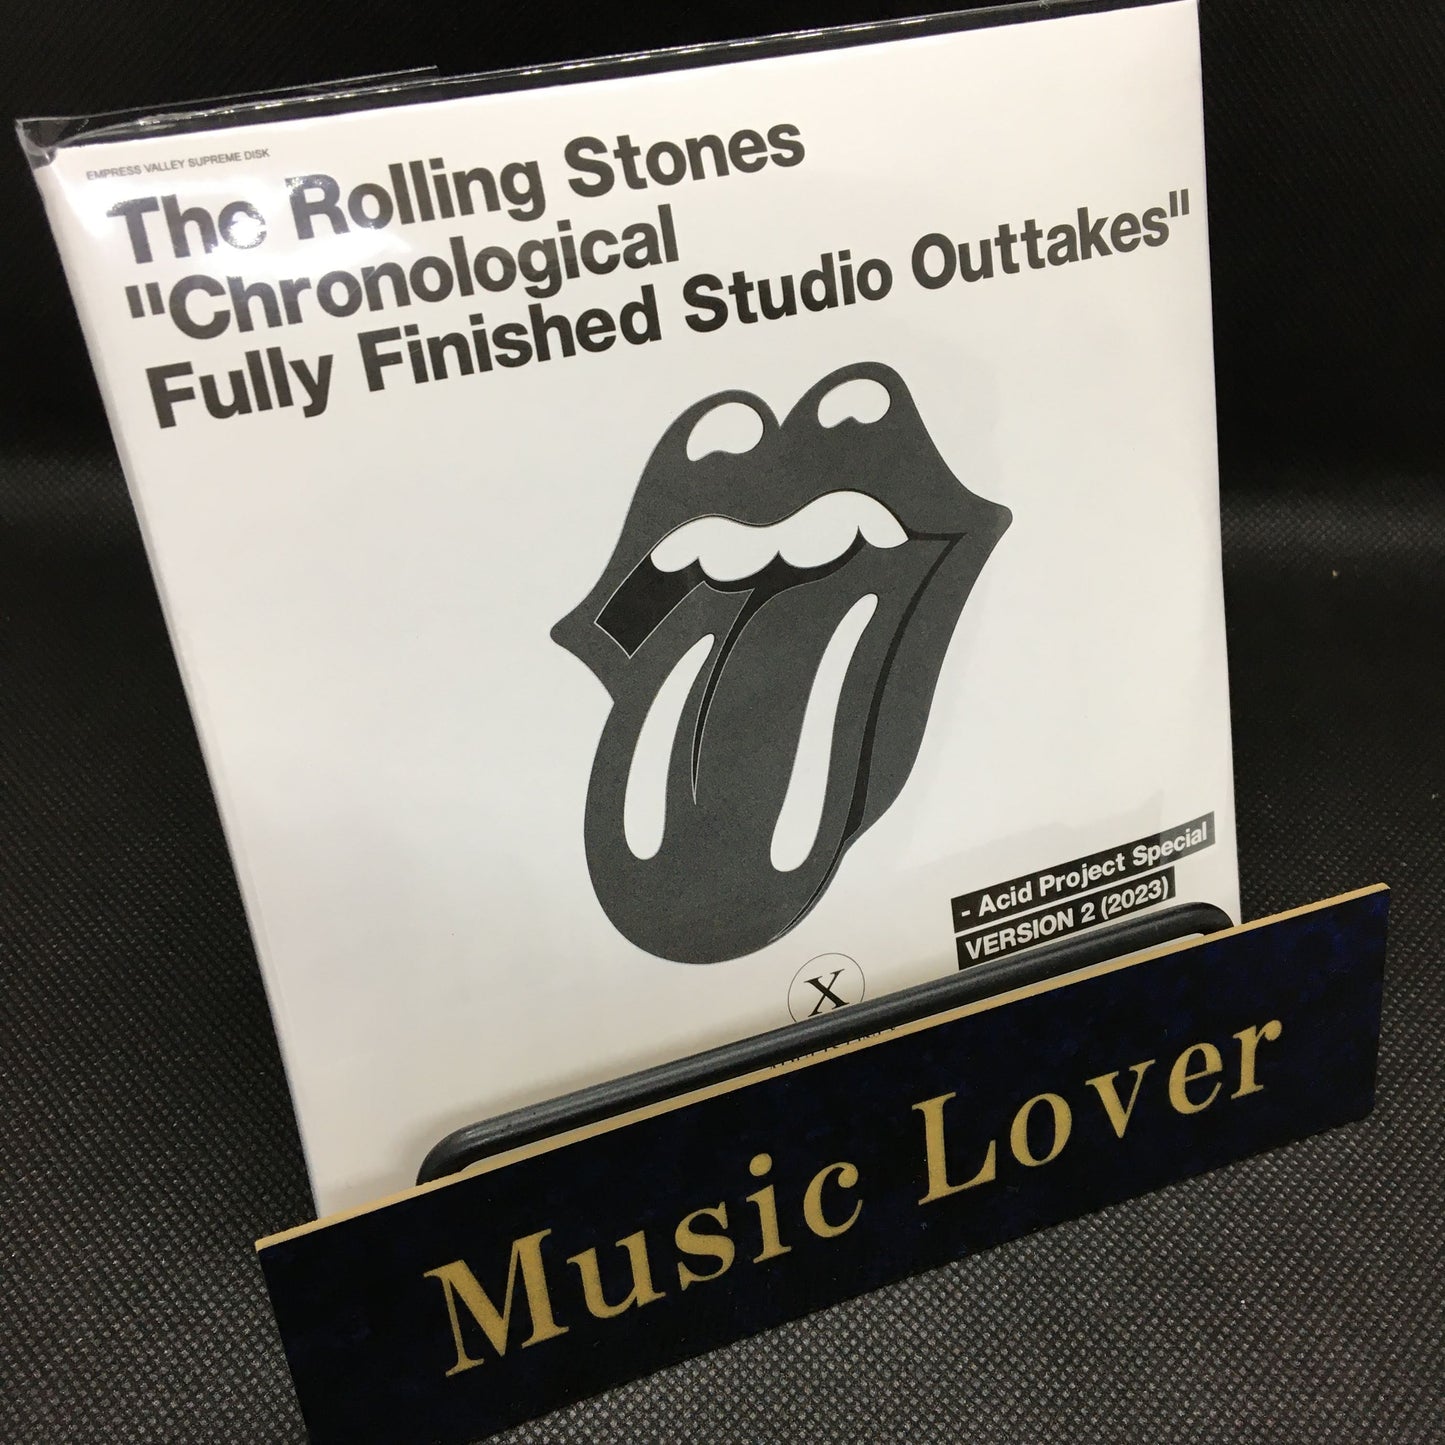 EMPRESS VALLEY SUPREME DISK
The Rolling Stones
"Chronological
Fully Finished Studio Outtakes"
- Acid Project Special
VERSION 2 (2023)
X
Music Lover